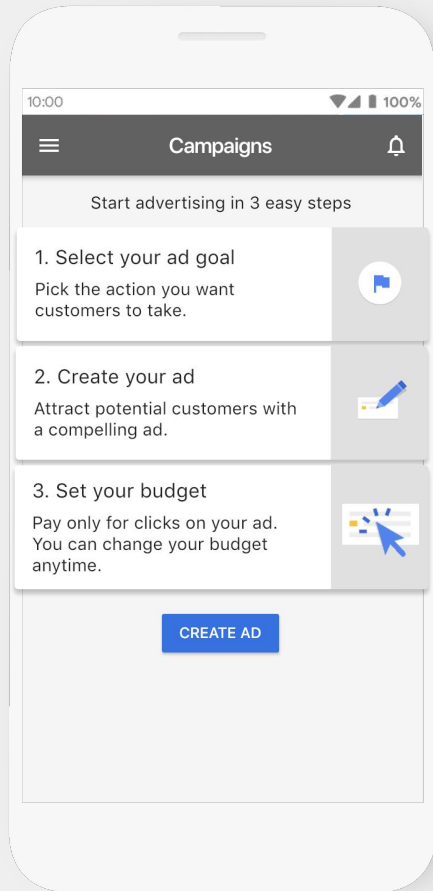 10:00 100%
Campaigns
Start advertising in 3 easy steps
1. Select your ad goal
Pick the action you want
customers to take.
2. Create your ad
Attract potential customers with
a compelling ad.
3. Set your budget
Pay only for clicks on your ad.
You can change your budget
anytime.
CREATE AD